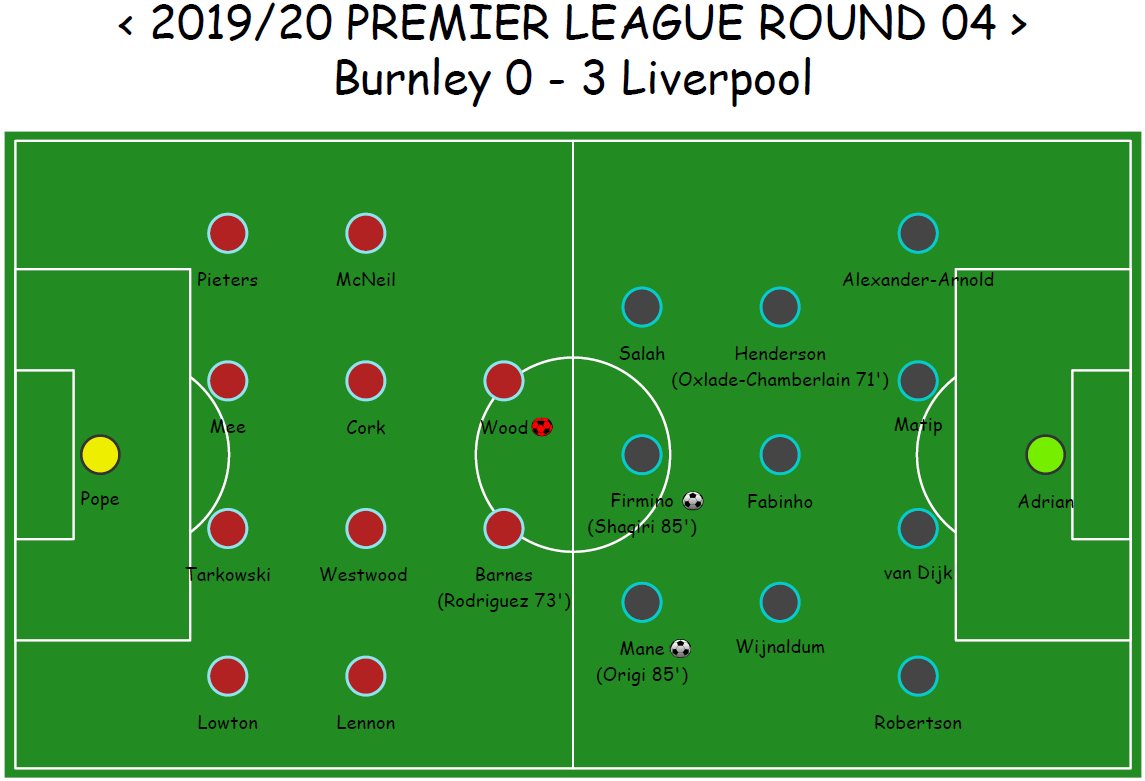 < 2019/20 PREMIER LEAGUE ROUND 04 >
Burnley 0 - 3 Liverpool
Pieters
McNeil
Alexander-Arnold
Salah
Henderson
(Oxlade-Chamberlain 71')
Mee
Cork
Wood
Matip
Pope
Firmino
(Shaqiri 85')
Fabinho
Adrian
Tarkowski
Westwood
Barnes
(Rodriguez 73')
van Dijk
Mane
(Origi 85')
Wijnaldum
Lowton
Lennon
Robertson